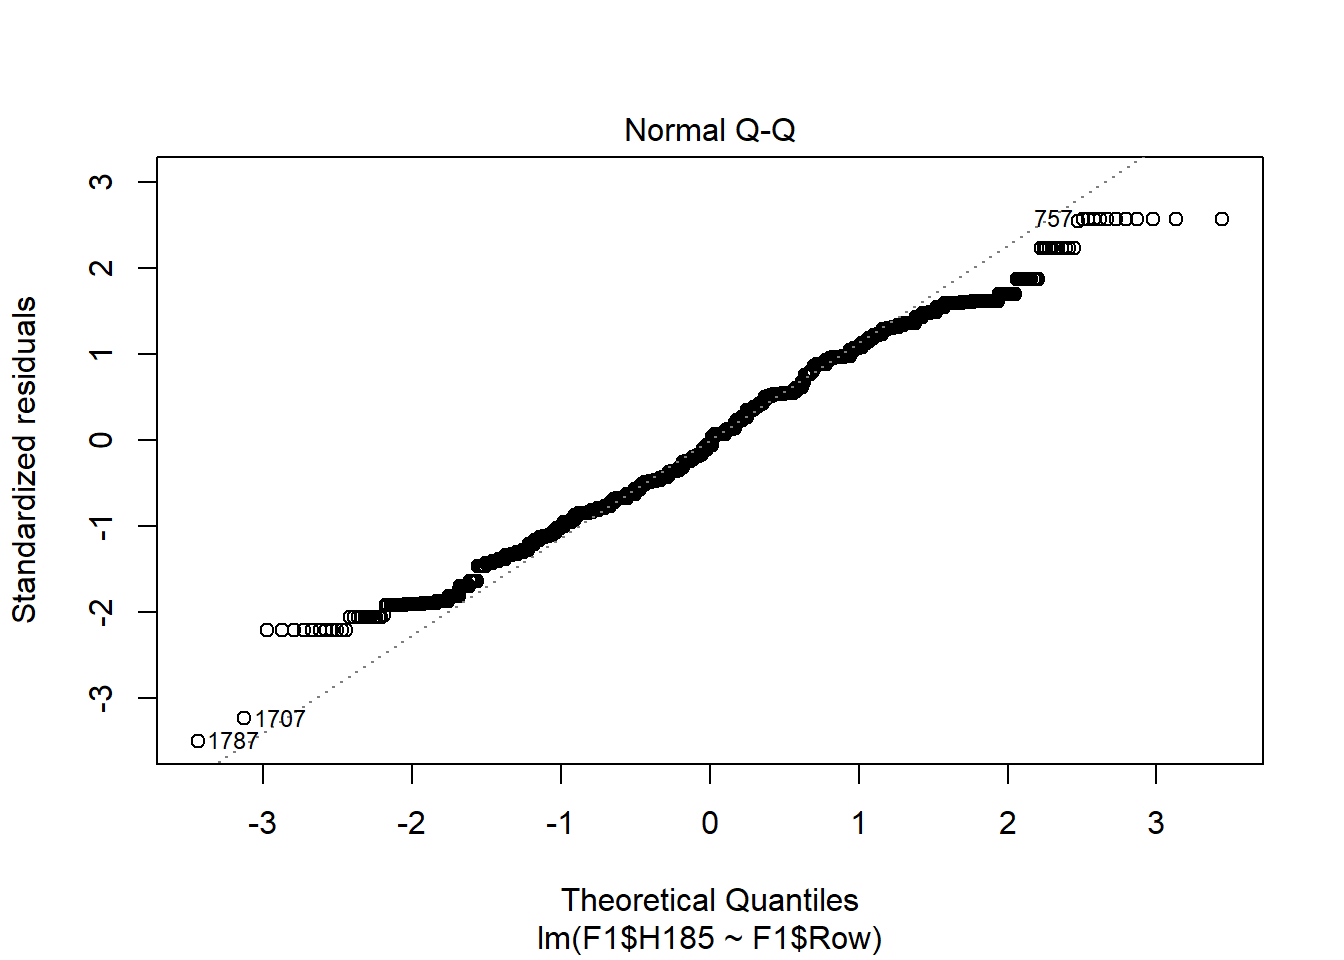 Normal Q-Q
Standardized residuals
3
2
1
0
-1
-2
-3
757
1707
1787
-3 -2 -1 0 1 2 3
Theoretical Quantiles
lm(F1$H185 ~ F1$Row)